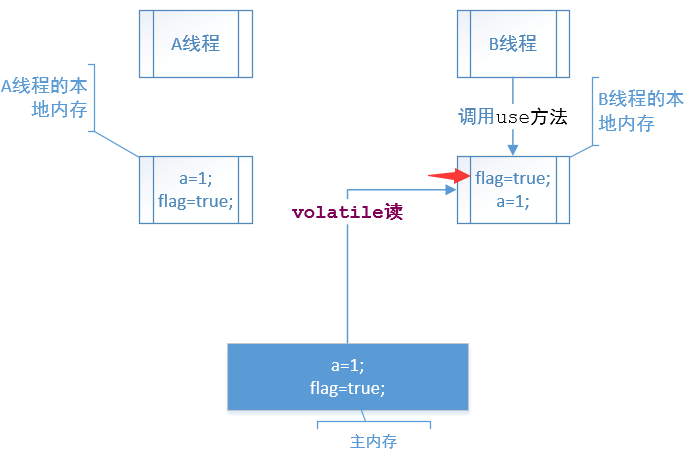 A线程
B线程
A线程的本
地内存
调用use方法
B线程的本
地内存
a=1;
flag=true;
flag=true;
a=1;
volatile读
a=1;
flag=true;
主内存